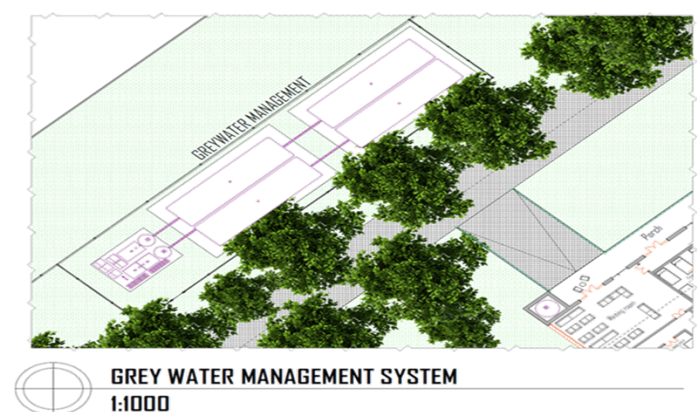 GREYWATER MANAGEMENT
Porch
GREY WATER MANAGEMENT SYSTEM
1:1000